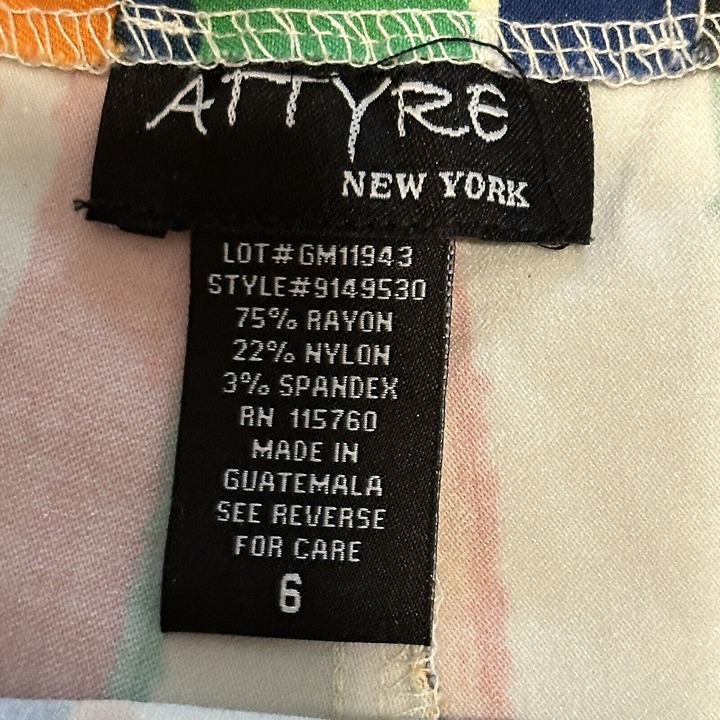 ATTYRE
NEW YORK
LOT#GM11943
STYLE#9149530
75% RAYON
22% NYLON
3% SPANDEX
RN 115760
MADE IN
GUATEMALA
SEE REVERSE
FOR CARE
6